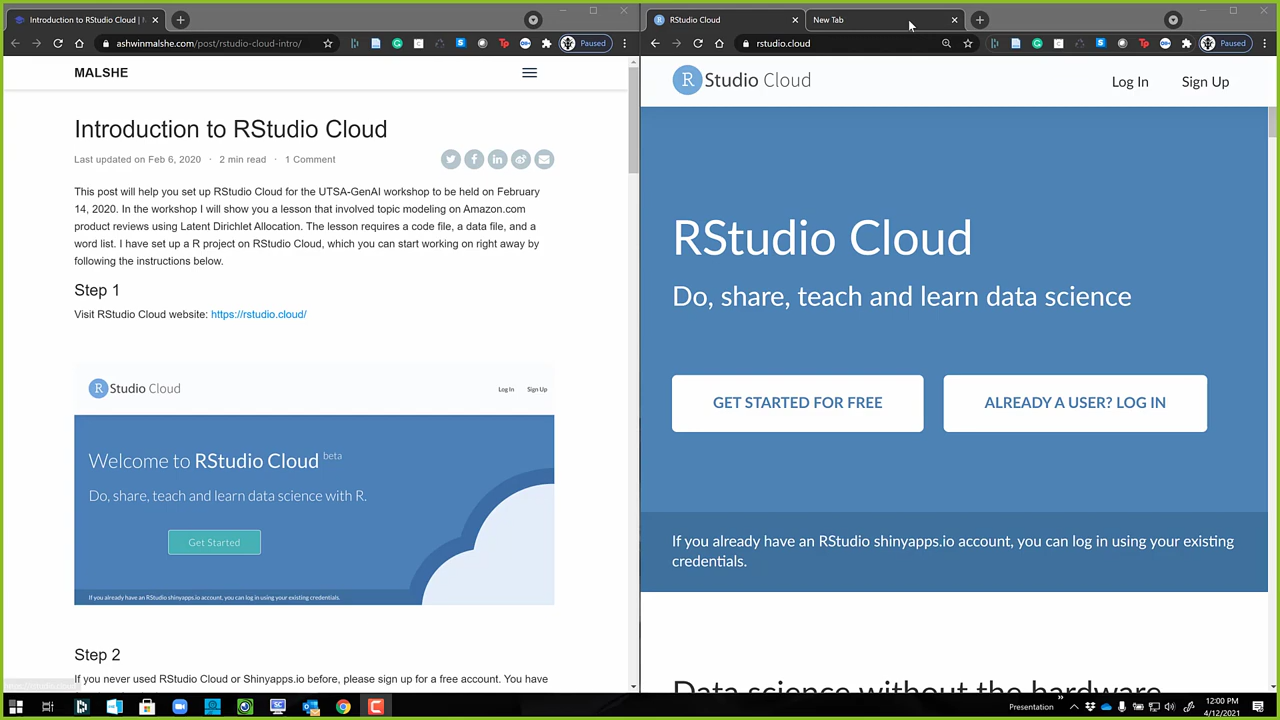 Introduction to RStudio Cloud |
ashwinmalshe.com/post/rstudio-cloud-intro/
Paused
MALSHE
Introduction to RStudio Cloud
Last updated on Feb 6, 2020 · 2 min read · 1 Comment
This post will help you set up RStudio Cloud for the UTSA-GenAI workshop to be held on February
14, 2020. In the workshop I will show you a lesson that involved topic modeling on Amazon.com
product reviews using Latent Dirichlet Allocation. The lesson requires a code file, a data file, and a
word list. I have set up a R project on RStudio Cloud, which you can start working on right away by
following the instructions below.
Step 1
Visit RStudio Cloud website: https://rstudio.cloud/
R Studio Cloud
Log In Sign Up
Welcome to RStudio Cloud beta
Do, share, teach and learn data science with R.
Get Started
If you already have an RStudio shinyapps.io account, you can log in using your existing credentials.
Step 2
If you never used RStudio Cloud or Shinyapps.io before, please sign up for a free account. You have
RStudio Cloud
New Tab
rstudio.cloud
Paused
R Studio Cloud
Log In Sign Up
RStudio Cloud
Do, share, teach and learn data science
GET STARTED FOR FREE
ALREADY A USER? LOG IN
If you already have an RStudio shinyapps.io account, you can log in using your existing
credentials.
Data science without the hardware
Presentation
12:00 PM
4/12/2021